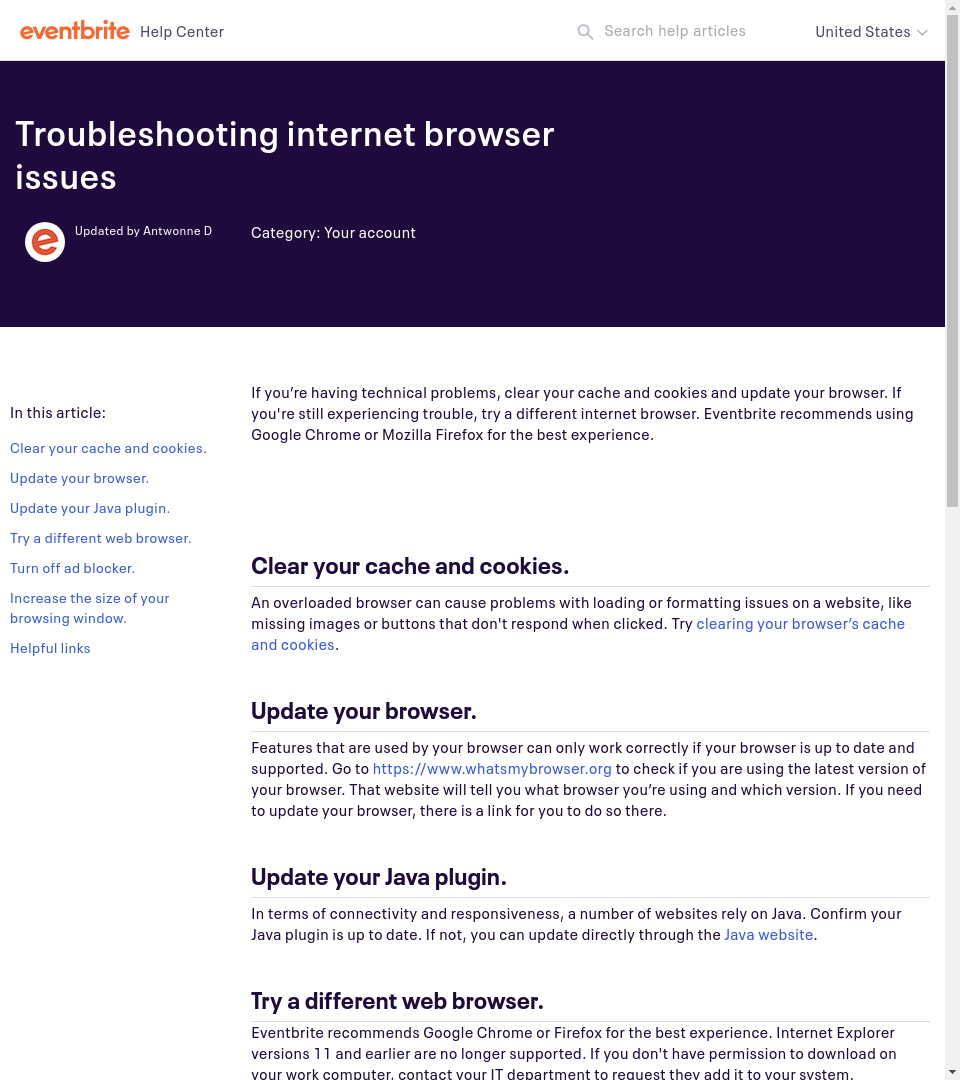 eventbrite Help Center Search help articles United States
Troubleshooting internet browser
issues
Updated by Antwonne D
Category: Your account
In this article:
Clear your cache and cookies.
Update your browser.
Update your Java plugin.
Try a different web browser.
Turn off ad blocker.
Increase the size of your
browsing window.
Helpful links
If you’re having technical problems, clear your cache and cookies and update your browser. If
you're still experiencing trouble, try a different internet browser. Eventbrite recommends using
Google Chrome or Mozilla Firefox for the best experience.
Clear your cache and cookies.
An overloaded browser can cause problems with loading or formatting issues on a website, like
missing images or buttons that don't respond when clicked. Try clearing your browser’s cache
and cookies.
Update your browser.
Features that are used by your browser can only work correctly if your browser is up to date and
supported. Go to https://www.whatsmybrowser.org to check if you are using the latest version of
your browser. That website will tell you what browser you’re using and which version. If you need
to update your browser, there is a link for you to do so there.
Update your Java plugin.
In terms of connectivity and responsiveness, a number of websites rely on Java. Confirm your
Java plugin is up to date. If not, you can update directly through the Java website.
Try a different web browser.
Eventbrite recommends Google Chrome or Firefox for the best experience. Internet Explorer
versions 11 and earlier are no longer supported. If you don't have permission to download on
your work computer, contact your IT department to request they add it to your system.